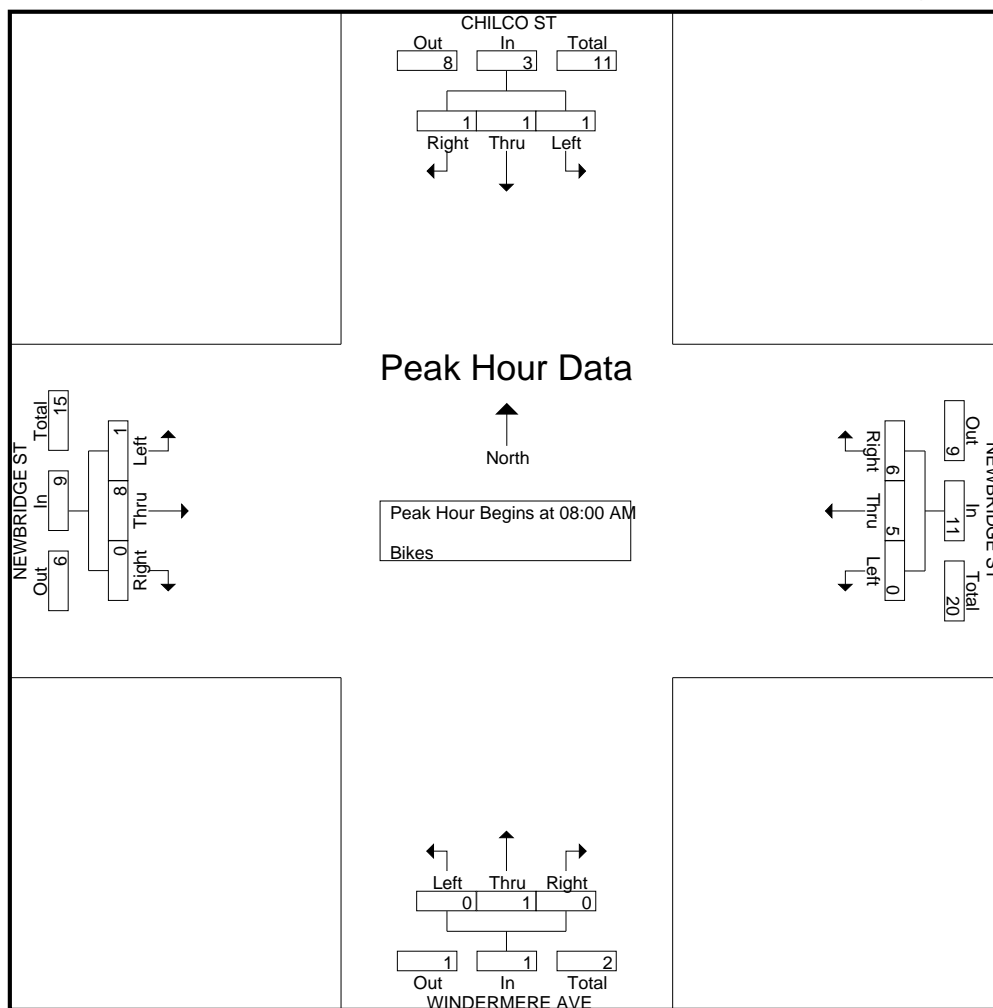 CHILCO ST
Out In Total
8 3 11
1 1 1
Right Thru Left
Peak Hour Data
North
Peak Hour Begins at 08:00 AM
Bikes
NEWBRIDGE ST
Out In Total
6 9 15
0 8 1
Right Thru Left
NEWBRIDGE ST
Out In Total
9 11 20
6 5 0
Right Thru Left
Left Thru Right
0 1 0
1 1 2
Out In Total
WINDERMERE AVE